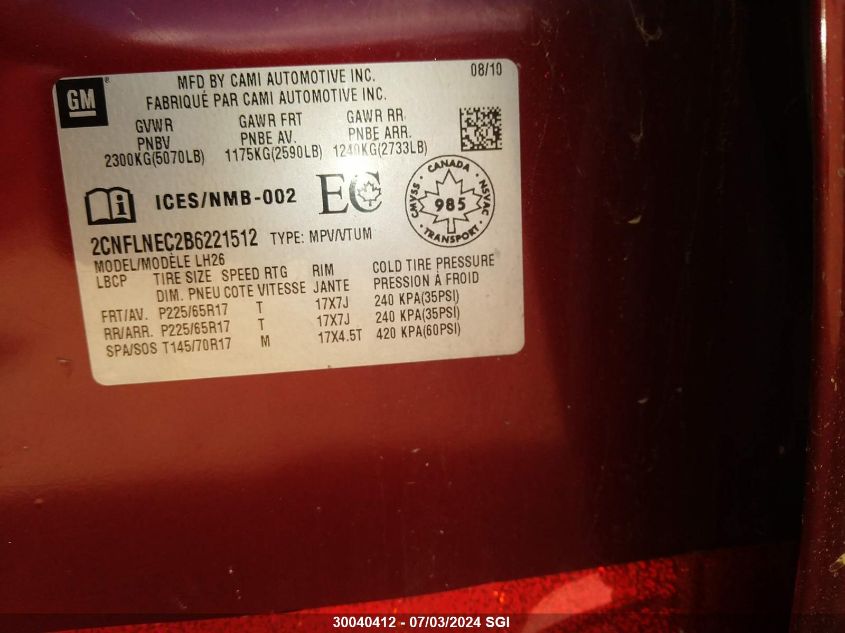 GM ®
MFD BY CAMI AUTOMOTIVE INC. 08/10
FABRIQUÉ PAR CAMI AUTOMOTIVE INC.
GVWR GAWR FRT GAWR RR
PNBV PNBE AV. PNBE ARR.
2300KG(5070LB) 1175KG(2590LB) 1240KG(2733LB)
i ICES/NMB-002 EC
CANADA
CMVSS NSVAC
985
TRANSPORT
2CNFLNEC2B6221512 TYPE: MPV/VTUM
MODEL/MODÈLE LH26
LBCP TIRE SIZE SPEED RTG RIM COLD TIRE PRESSURE
DIM. PNEU COTE VITESSE JANTE PRESSION À FROID
FRT/AV. P225/65R17 T 17X7J 240 KPA(35PSI)
RR/ARR. P225/65R17 T 17X7J 240 KPA(35PSI)
SPA/SOS T145/70R17 M 17X4.5T 420 KPA(60PSI)
30040412 - 07/03/2024 SGI